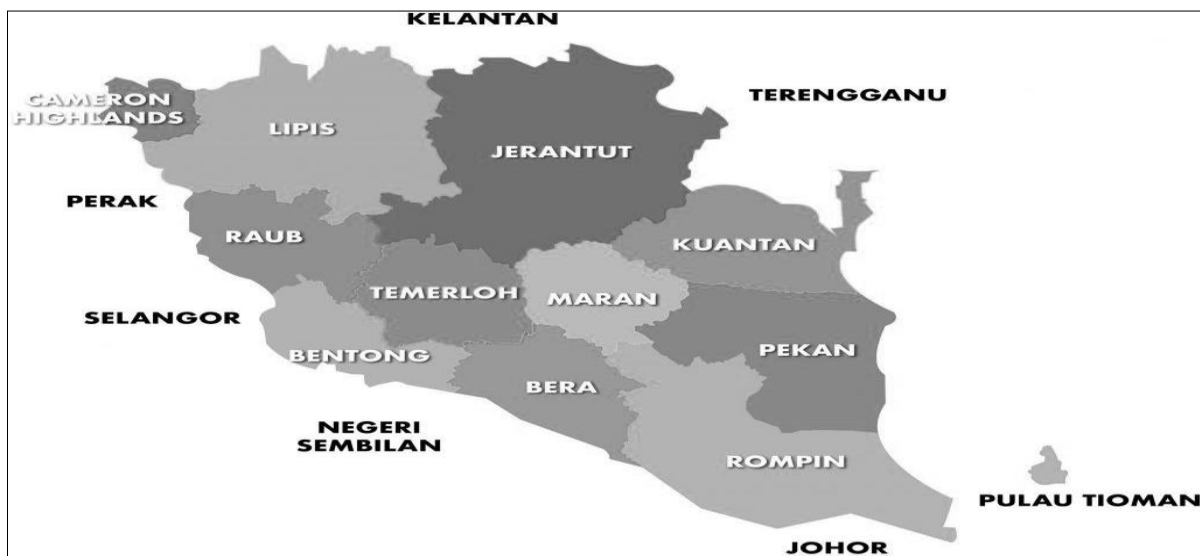 KELANTAN
CAMERON
HIGHLANDS
LIPIS
TERENGGANU
JERANTUT
PERAK
RAUB
KUANTAN
TEMERLOH
MARAN
SELANGOR
BENTONG
PEKAN
BERA
NEGERI
SEMBILAN
ROMPIN
PULAU TIOMAN
JOHOR